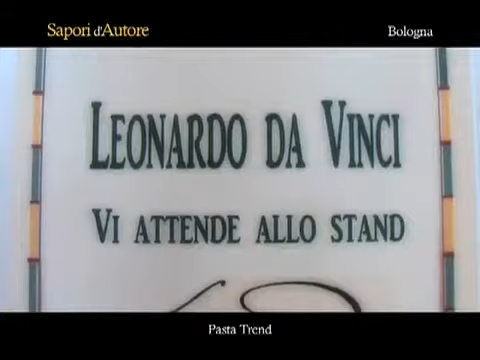 Sapori d'Autore
Bologna
LEONARDO DA VINCI
VI ATTENDE ALLO STAND
Pasta Trend